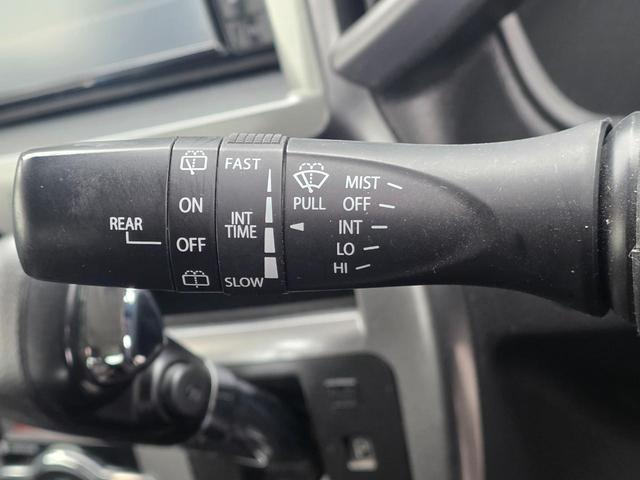 REAR
ON
OFF
FAST
INT
TIME
SLOW
PULL
MIST
OFF
INT
LO
HI